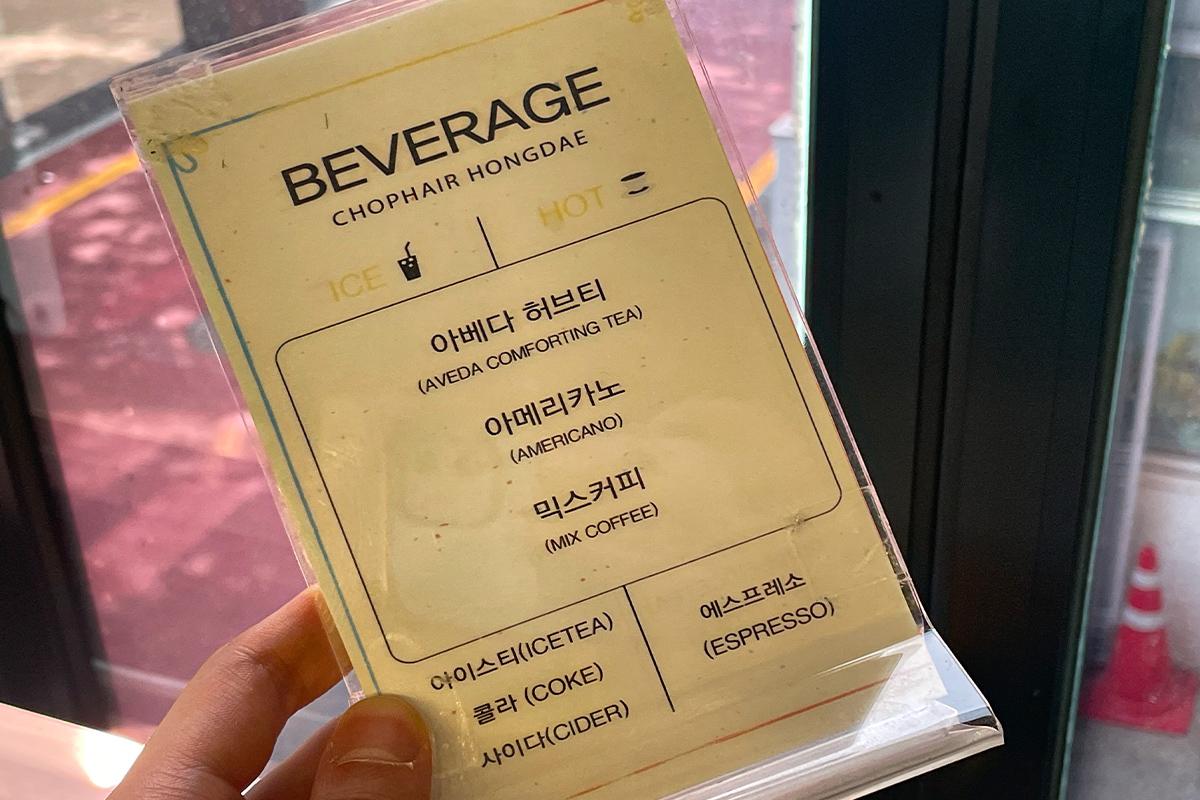 BEVERAGE
CHOPHAIR HONGDAE
ICE
HOT
아베다 허브티
(AVEDA COMFORTING TEA)
아메리카노
(AMERICANO)
믹스커피
(MIX COFFEE)
아이스티(ICETEA)
콜라 (COKE)
사이다(CIDER)
에스프레소
(ESPRESSO)